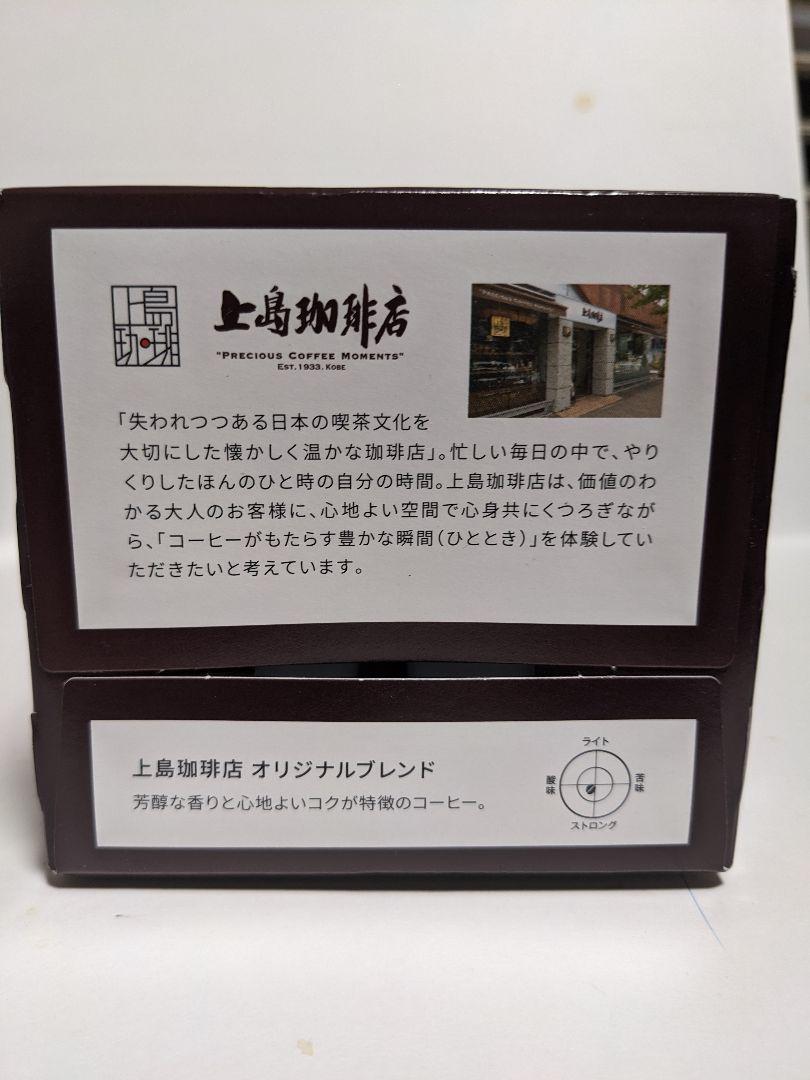 上島
珈琲
上島珈琲店
"PRECIOUS COFFEE MOMENTS"
EST. 1933. KOBE
"PRECIOUS COFFEE MOMENTS"
上島珈琲店
「失われつつある日本の喫茶文化を
大切にした懐かしく温かな珈琲店」。忙しい毎日の中で、やり
くりしたほんのひと時の自分の時間。上島珈琲店は、価値のわ
かる大人のお客様に、心地よい空間で心身共にくつろぎなが
ら、「コーヒーがもたらす豊かな瞬間(ひととき)」を体験してい
ただきたいと考えています。
上島珈琲店 オリジナルブレンド
芳醇な香りと心地よいコクが特徴のコーヒー。
ライト
酸味
苦味
ストロング